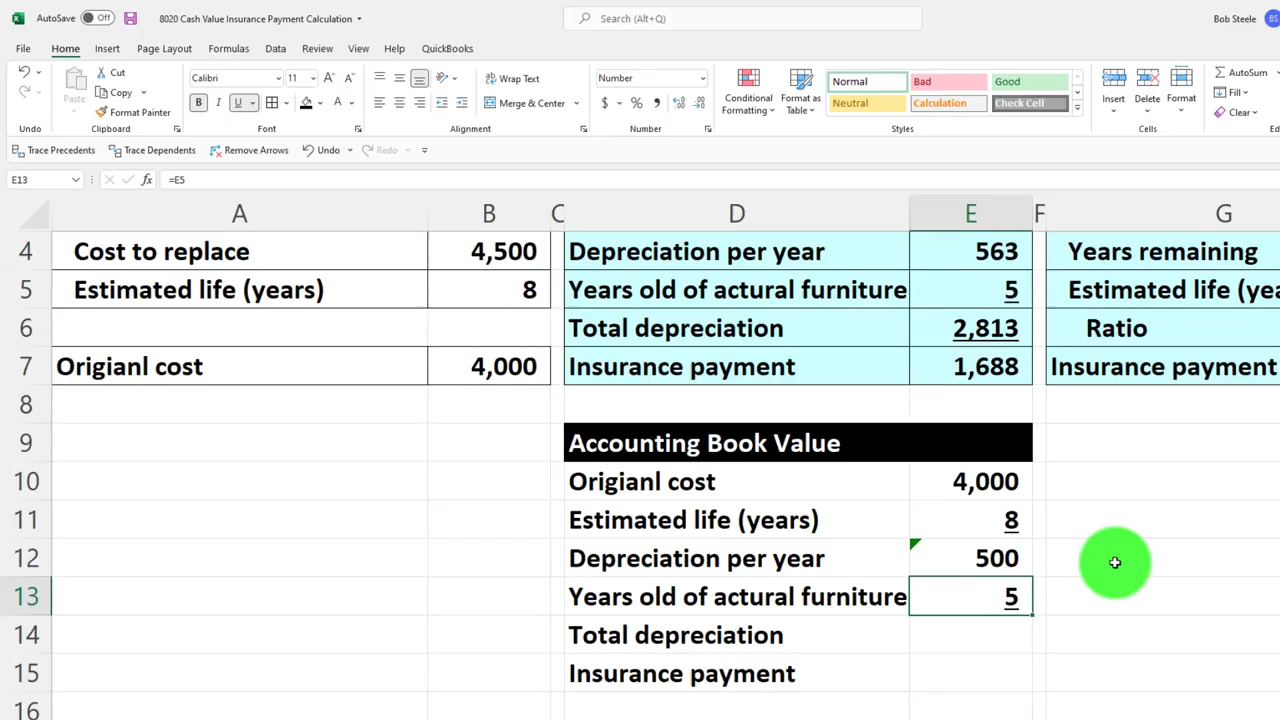 AutoSave Off 8020 Cash Value Insurance Payment Calculation Search (Alt+Q) Bob Steele BS
File Home Insert Page Layout Formulas Data Review View Help QuickBooks
Cut Calibri 11 A A Wrap Text Number Normal Bad Good AutoSum
Paste Copy Conditional Formatting Format as Table Insert Delete Format Fill
Format Painter B I U A Merge & Center $ % Neutral Calculation Check Cell Clear
Undo Clipboard Font Alignment Number Styles Cells
Trace Precedents Trace Dependents Remove Arrows Undo Redo
E13 fx =E5
A B C D E F G
4 Cost to replace 4,500 Depreciation per year 563 Years remaining
5 Estimated life (years) 8 Years old of actural furniture 5 Estimated life (yea
6 Total depreciation 2,813 Ratio
7 Origianl cost 4,000 Insurance payment 1,688 Insurance payment
8
9 Accounting Book Value
10 Origianl cost 4,000
11 Estimated life (years) 8
12 Depreciation per year 500
13 Years old of actural furniture 5
14 Total depreciation
15 Insurance payment
16